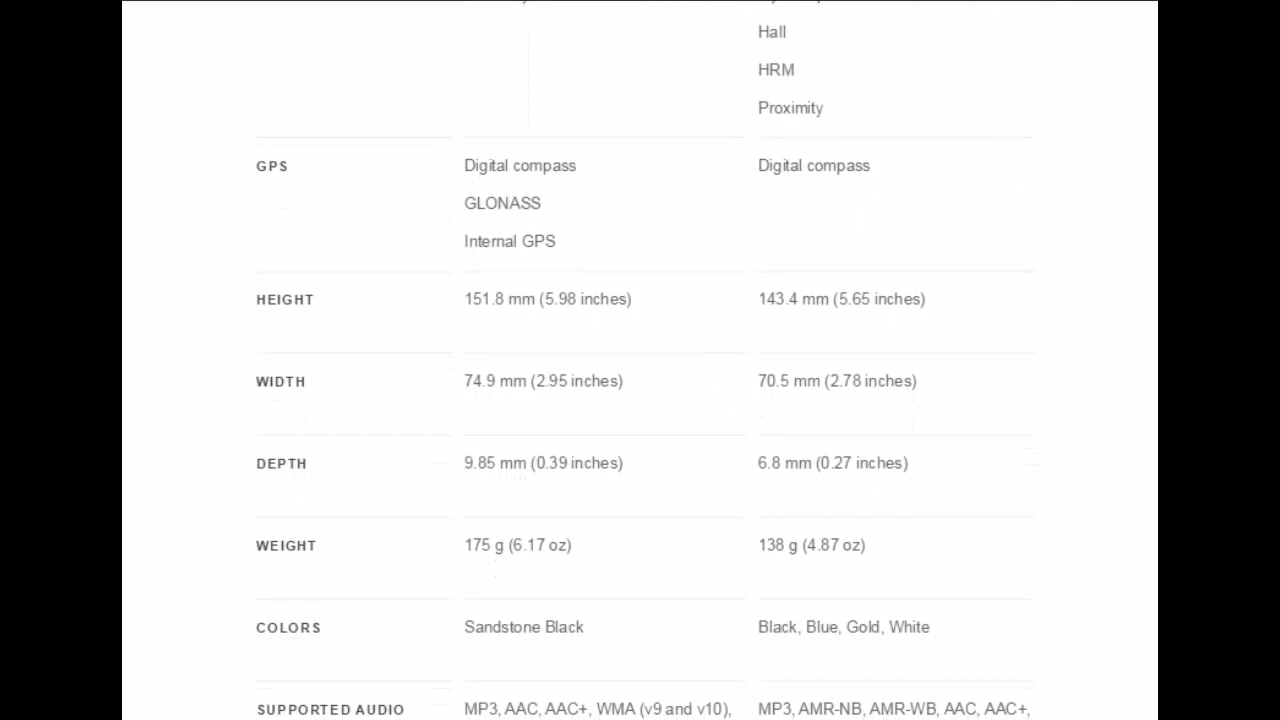 Hall
HRM
Proximity
GPS Digital compass Digital compass
GLONASS
Internal GPS
HEIGHT 151.8 mm (5.98 inches) 143.4 mm (5.65 inches)
WIDTH 74.9 mm (2.95 inches) 70.5 mm (2.78 inches)
DEPTH 9.85 mm (0.39 inches) 6.8 mm (0.27 inches)
WEIGHT 175 g (6.17 oz) 138 g (4.87 oz)
COLORS Sandstone Black Black, Blue, Gold, White
SUPPORTED AUDIO MP3, AAC, AAC+, WMA (v9 and v10), MP3, AMR-NB, AMR-WB, AAC, AAC+,